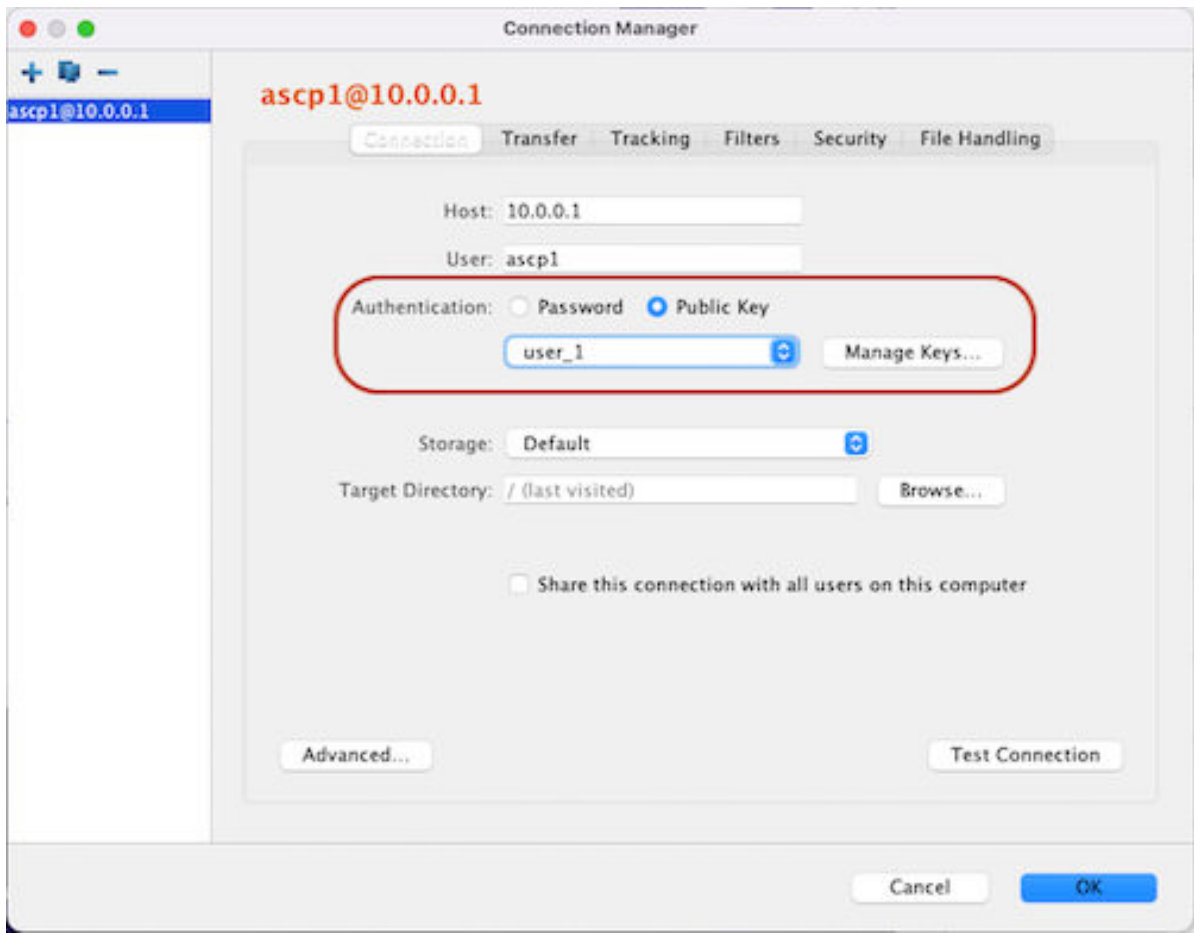 Connection Manager
ascp1@10.0.0.1
ascp1@10.0.0.1
Connection Transfer Tracking Filters Security File Handling
Host: 10.0.0.1
User: ascp1
Authentication: Password Public Key
user_1 Manage Keys...
Storage: Default
Target Directory: / (last visited) Browse...
Share this connection with all users on this computer
Advanced... Test Connection
Cancel OK